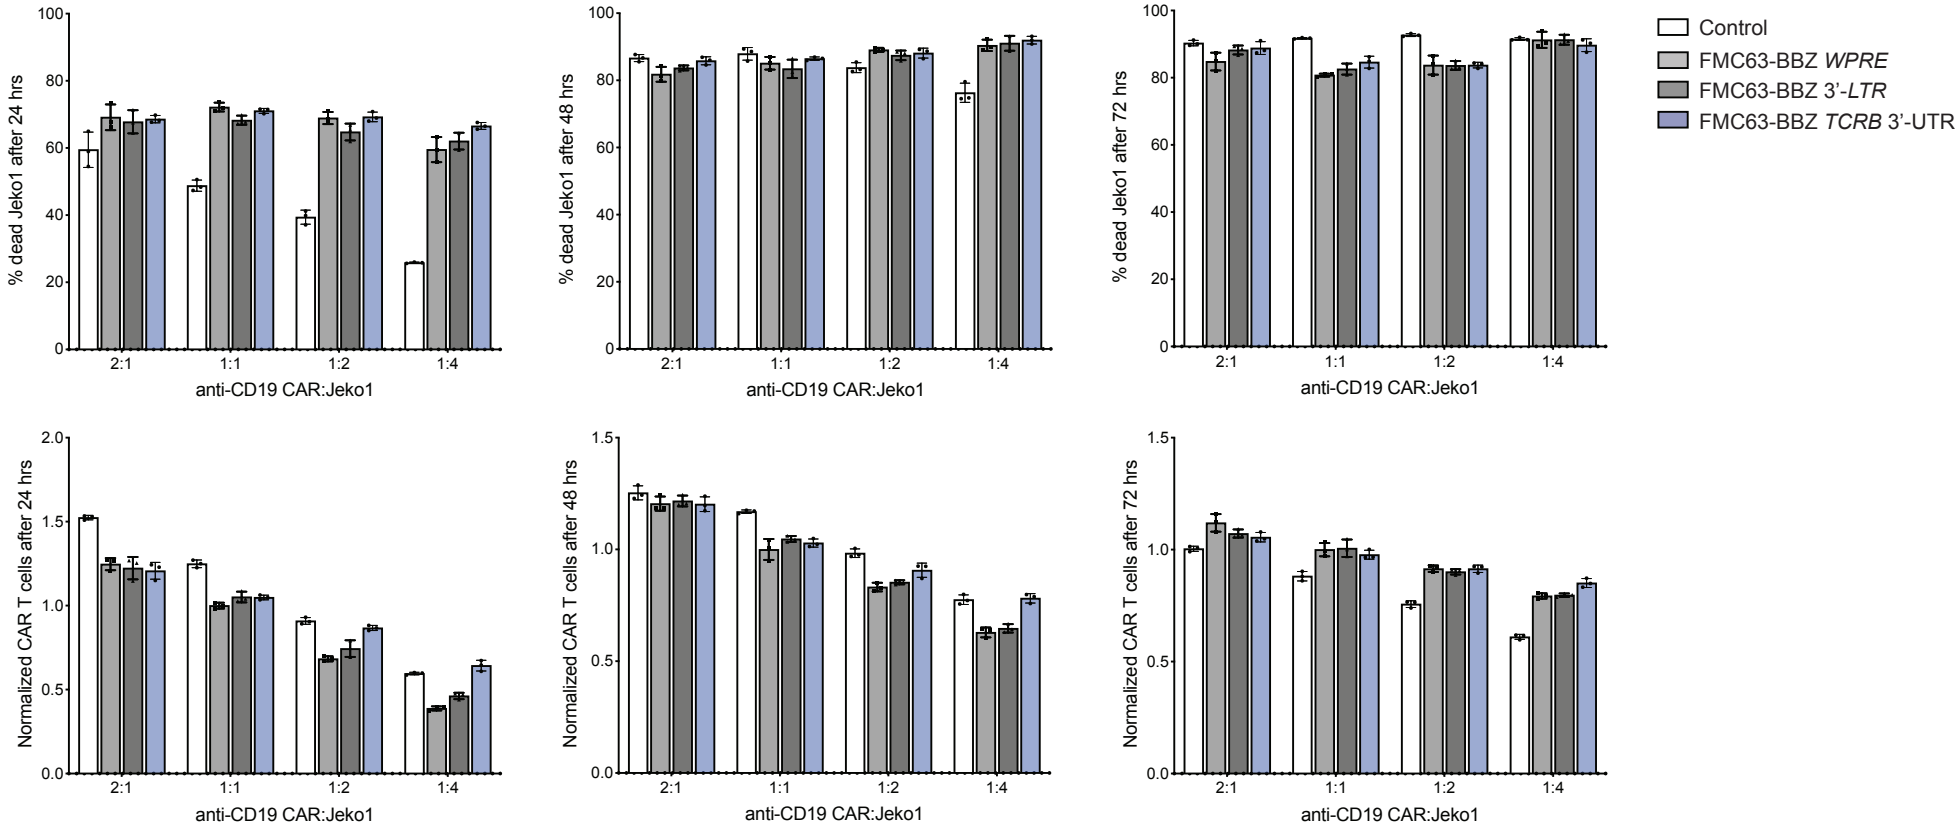 % dead Jeko1 after 24 hrs
100
80
60
40
20
0
2:1 1:1 1:2 1:4
anti-CD19 CAR:Jeko1
% dead Jeko1 after 48 hrs
100
80
60
40
20
0
2:1 1:1 1:2 1:4
anti-CD19 CAR:Jeko1
% dead Jeko1 after 72 hrs
100
80
60
40
20
0
2:1 1:1 1:2 1:4
anti-CD19 CAR:Jeko1
Control
FMC63-BBZ WPRE
FMC63-BBZ 3'-LTR
FMC63-BBZ TCRB 3'-UTR
Normalized CAR T cells after 24 hrs
2.0
1.5
1.0
0.5
0.0
2:1 1:1 1:2 1:4
anti-CD19 CAR:Jeko1
Normalized CAR T cells after 48 hrs
1.5
1.0
0.5
0.0
2:1 1:1 1:2 1:4
anti-CD19 CAR:Jeko1
Normalized CAR T cells after 72 hrs
1.5
1.0
0.5
0.0
2:1 1:1 1:2 1:4
anti-CD19 CAR:Jeko1